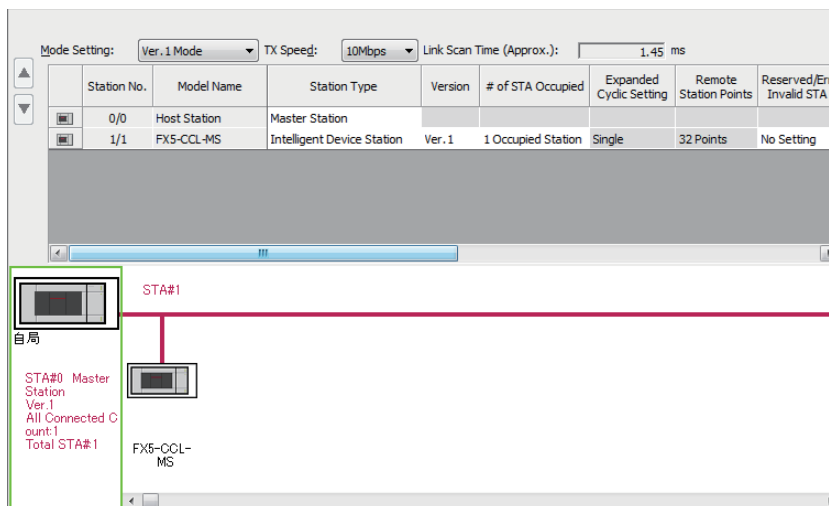 Mode Setting: Ver.1 Mode TX Speed: 10Mbps Link Scan Time (Approx.): 1.45 ms
Station No. Model Name Station Type Version # of STA Occupied Expanded Cyclic Setting Remote Station Points Reserved/Err Invalid STA
0/0 Host Station Master Station
1/1 FX5-CCL-MS Intelligent Device Station Ver.1 1 Occupied Station Single 32 Points No Setting
STA#1
自局
STA#0 Master
Station
Ver.1
All Connected C
ount:1
Total STA#:1
FX5-CCL-
MS